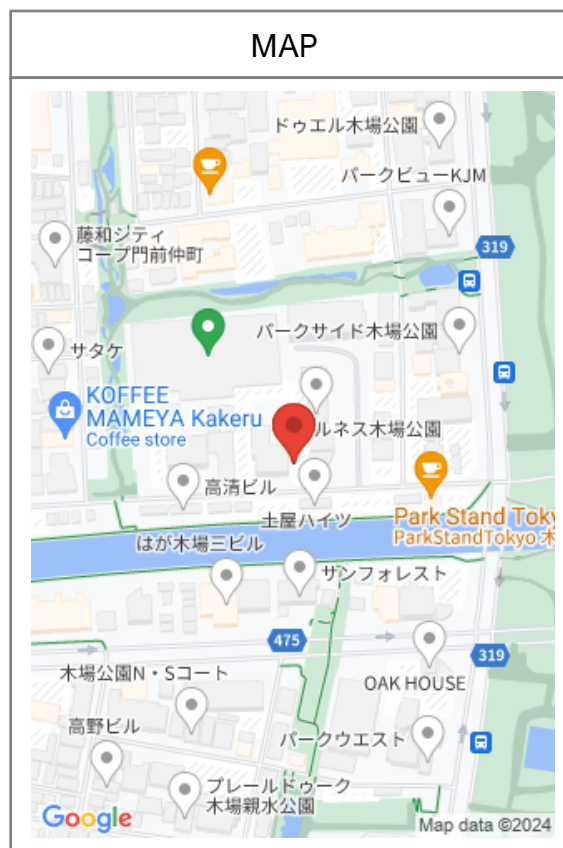 MAP
ドゥエル木場公園
パークビューKJM
藤和シティ
コープ門前仲町
319
サタケ
パークサイド木場公園
KOFFEE
MAMEYA Kakeru
Coffee store
ルネス木場公園
高清ビル
土屋ハイツ
Park Stand Toky
ParkStandTokyo 木
はが木場三ビル
サンフォレスト
475
319
木場公園N・Sコート
OAK HOUSE
高野ビル
パークウエスト
プレールドゥーク
木場親水公園
Google
Map data ©2024